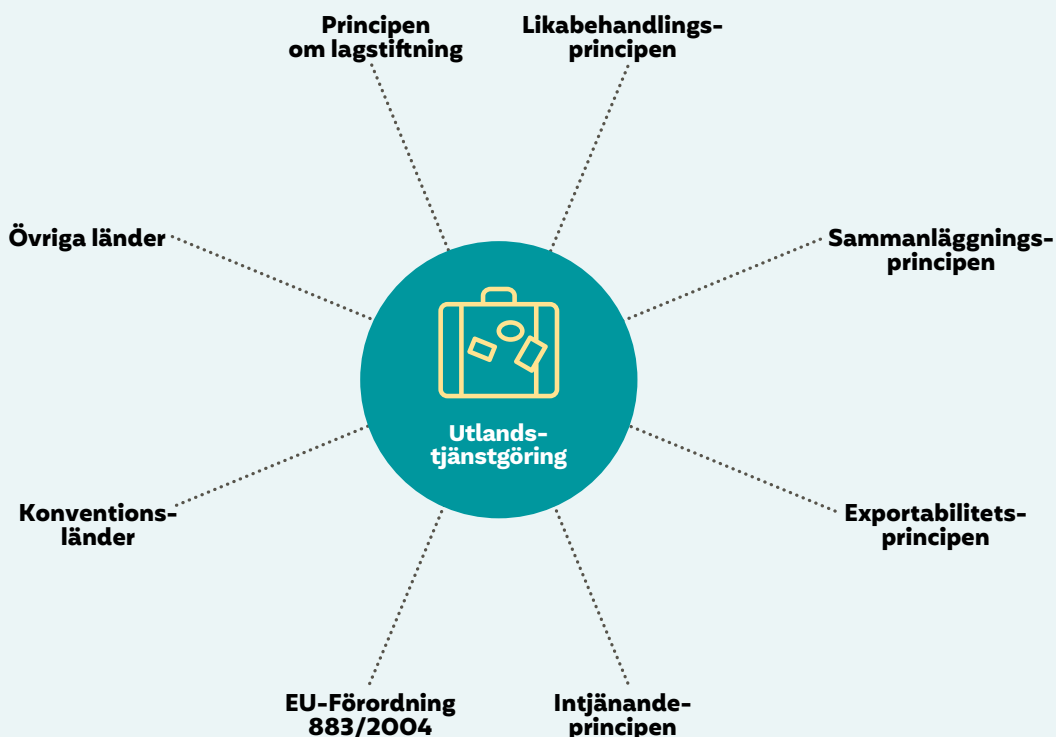 Principen
om lagstiftning
Likabehandlings-
principen
Övriga länder
Sammanläggnings-
principen
Utlands-
tjänstgöring
Konventions-
länder
Exportabilitets-
principen
EU-Förordning
883/2004
Intjänande-
principen